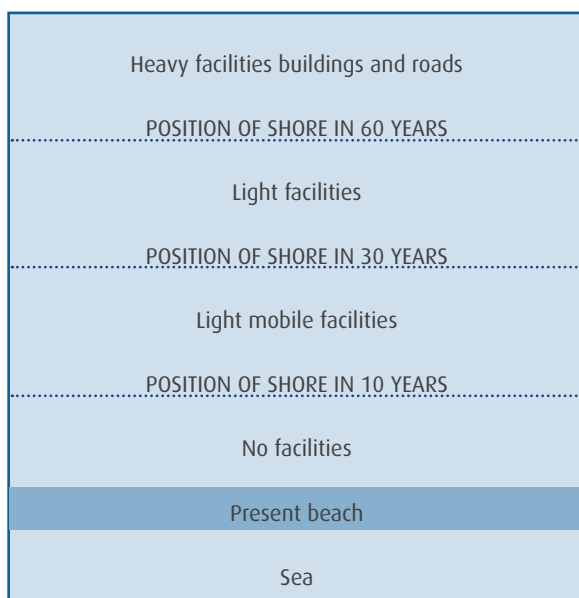 Heavy facilities buildings and roads
POSITION OF SHORE IN 60 YEARS
Light facilities
POSITION OF SHORE IN 30 YEARS
Light mobile facilities
POSITION OF SHORE IN 10 YEARS
No facilities
Present beach
Sea